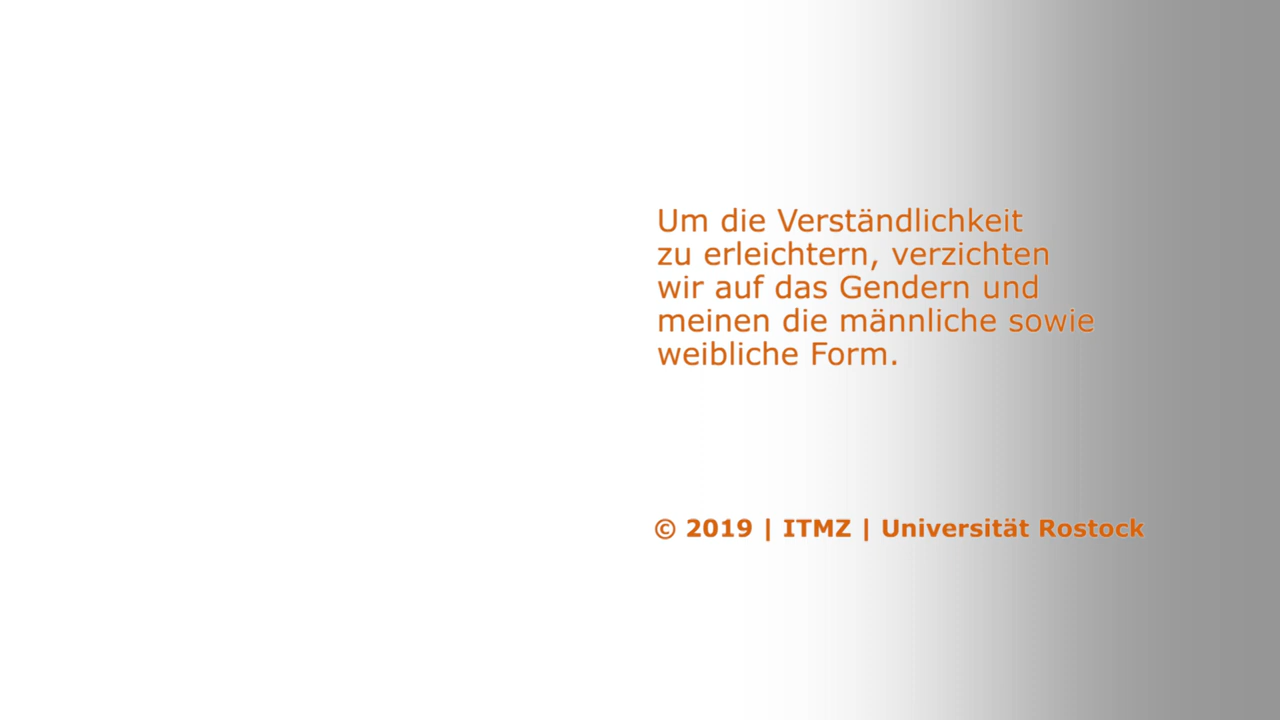 Um die Verständlichkeit
zu erleichtern, verzichten
wir auf das Gendern und
meinen die männliche sowie
weibliche Form.
© 2019 | ITMZ | Universität Rostock